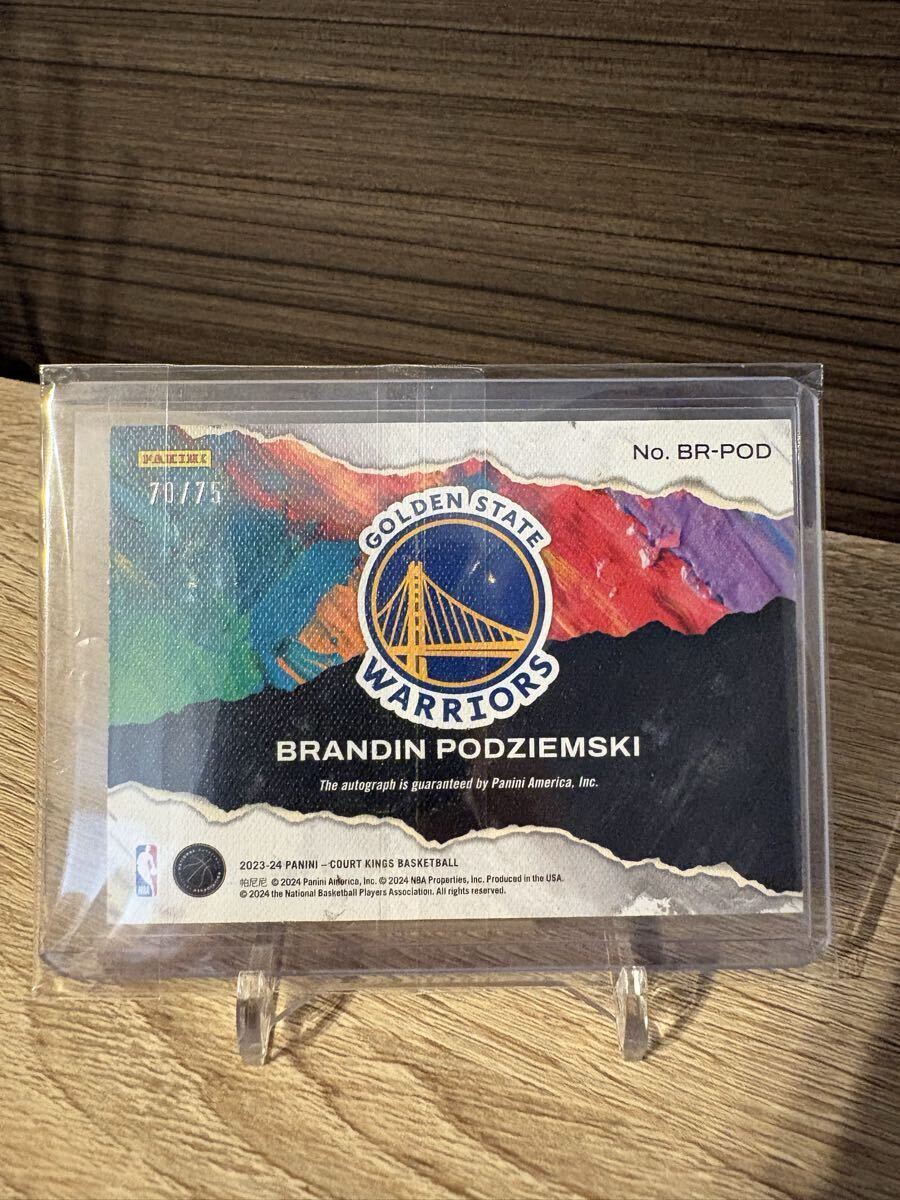 PANINI
No. BR-POD
70/75
GOLDEN STATE
WARRIORS
BRANDIN PODZIEMSKI
The autograph is guaranteed by Panini America, Inc.
2023-24 PANINI – COURT KINGS BASKETBALL
帕尼尼 © 2024 Panini America, Inc. © 2024 NBA Properties, Inc. Produced in the USA.
© 2024 the National Basketball Players Association. All rights reserved.
NBA